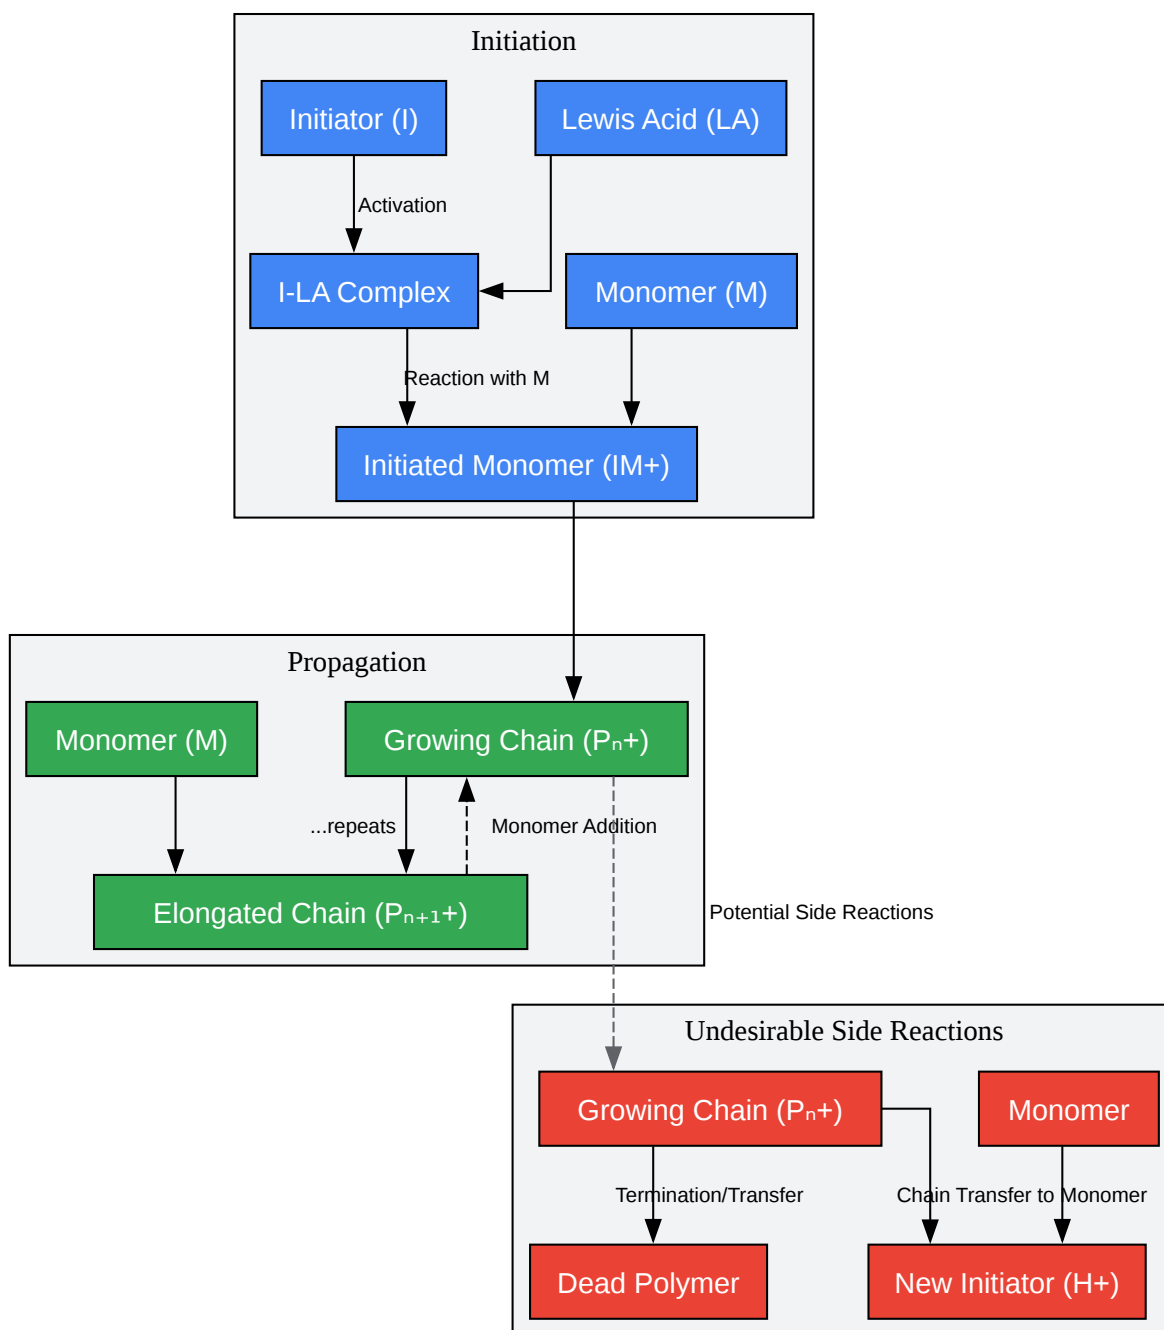 Initiation
Initiator (I)
Lewis Acid (LA)
Activation
I-LA Complex
Monomer (M)
Reaction with M
Initiated Monomer (IM+)
Propagation
Monomer (M)
Growing Chain (Pₙ+)
...repeats
Monomer Addition
Elongated Chain (Pₙ₊₁+)
Potential Side Reactions
Undesirable Side Reactions
Growing Chain (Pₙ+)
Monomer
Termination/Transfer
Chain Transfer to Monomer
Dead Polymer
New Initiator (H+)